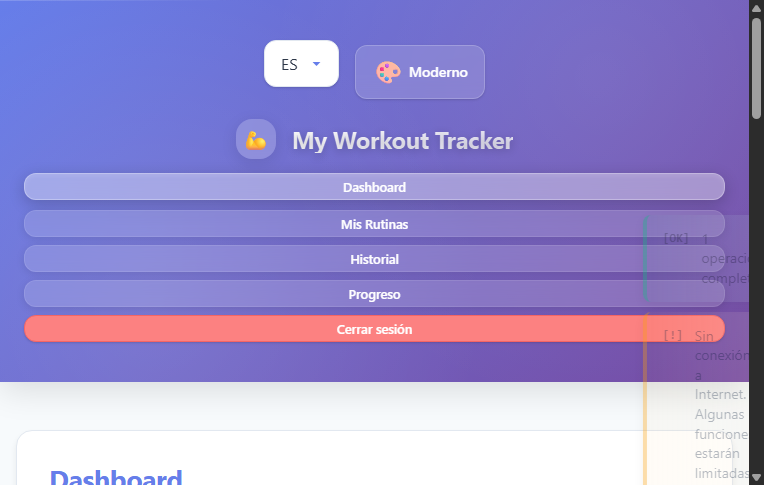 ES
Moderno
My Workout Tracker
Dashboard
Mis Rutinas
Historial
Progreso
Cerrar sesión
[OK] 1
operació
complet
[!] Sin
conexión
a
Internet.
Algunas
funcione
estarán
limitadas
Dashboard